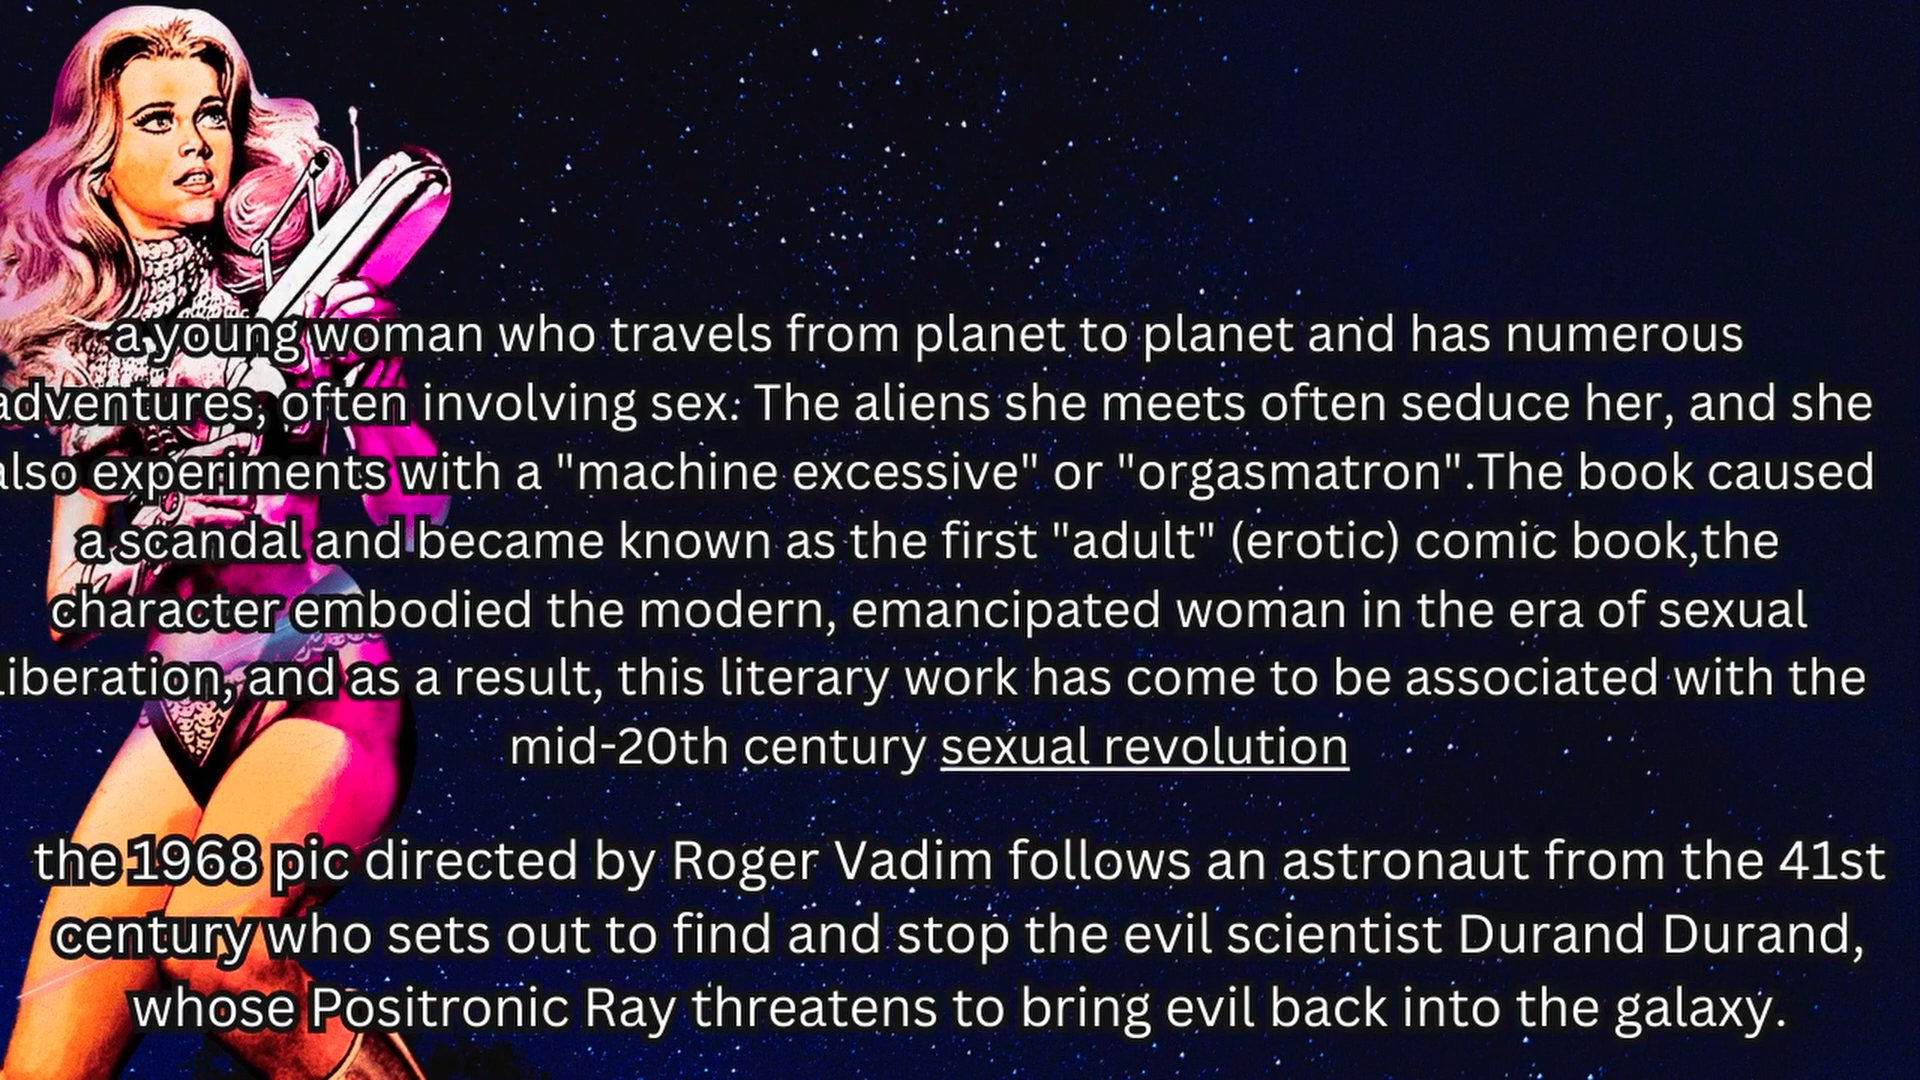 a young woman who travels from planet to planet and has numerous
adventures, often involving sex. The aliens she meets often seduce her, and she
also experiments with a "machine excessive" or "orgasmatron".The book caused
a scandal and became known as the first "adult" (erotic) comic book,the
character embodied the modern, emancipated woman in the era of sexual
liberation, and as a result, this literary work has come to be associated with the
mid-20th century sexual revolution
the 1968 pic directed by Roger Vadim follows an astronaut from the 41st
century who sets out to find and stop the evil scientist Durand Durand,
whose Positronic Ray threatens to bring evil back into the galaxy.